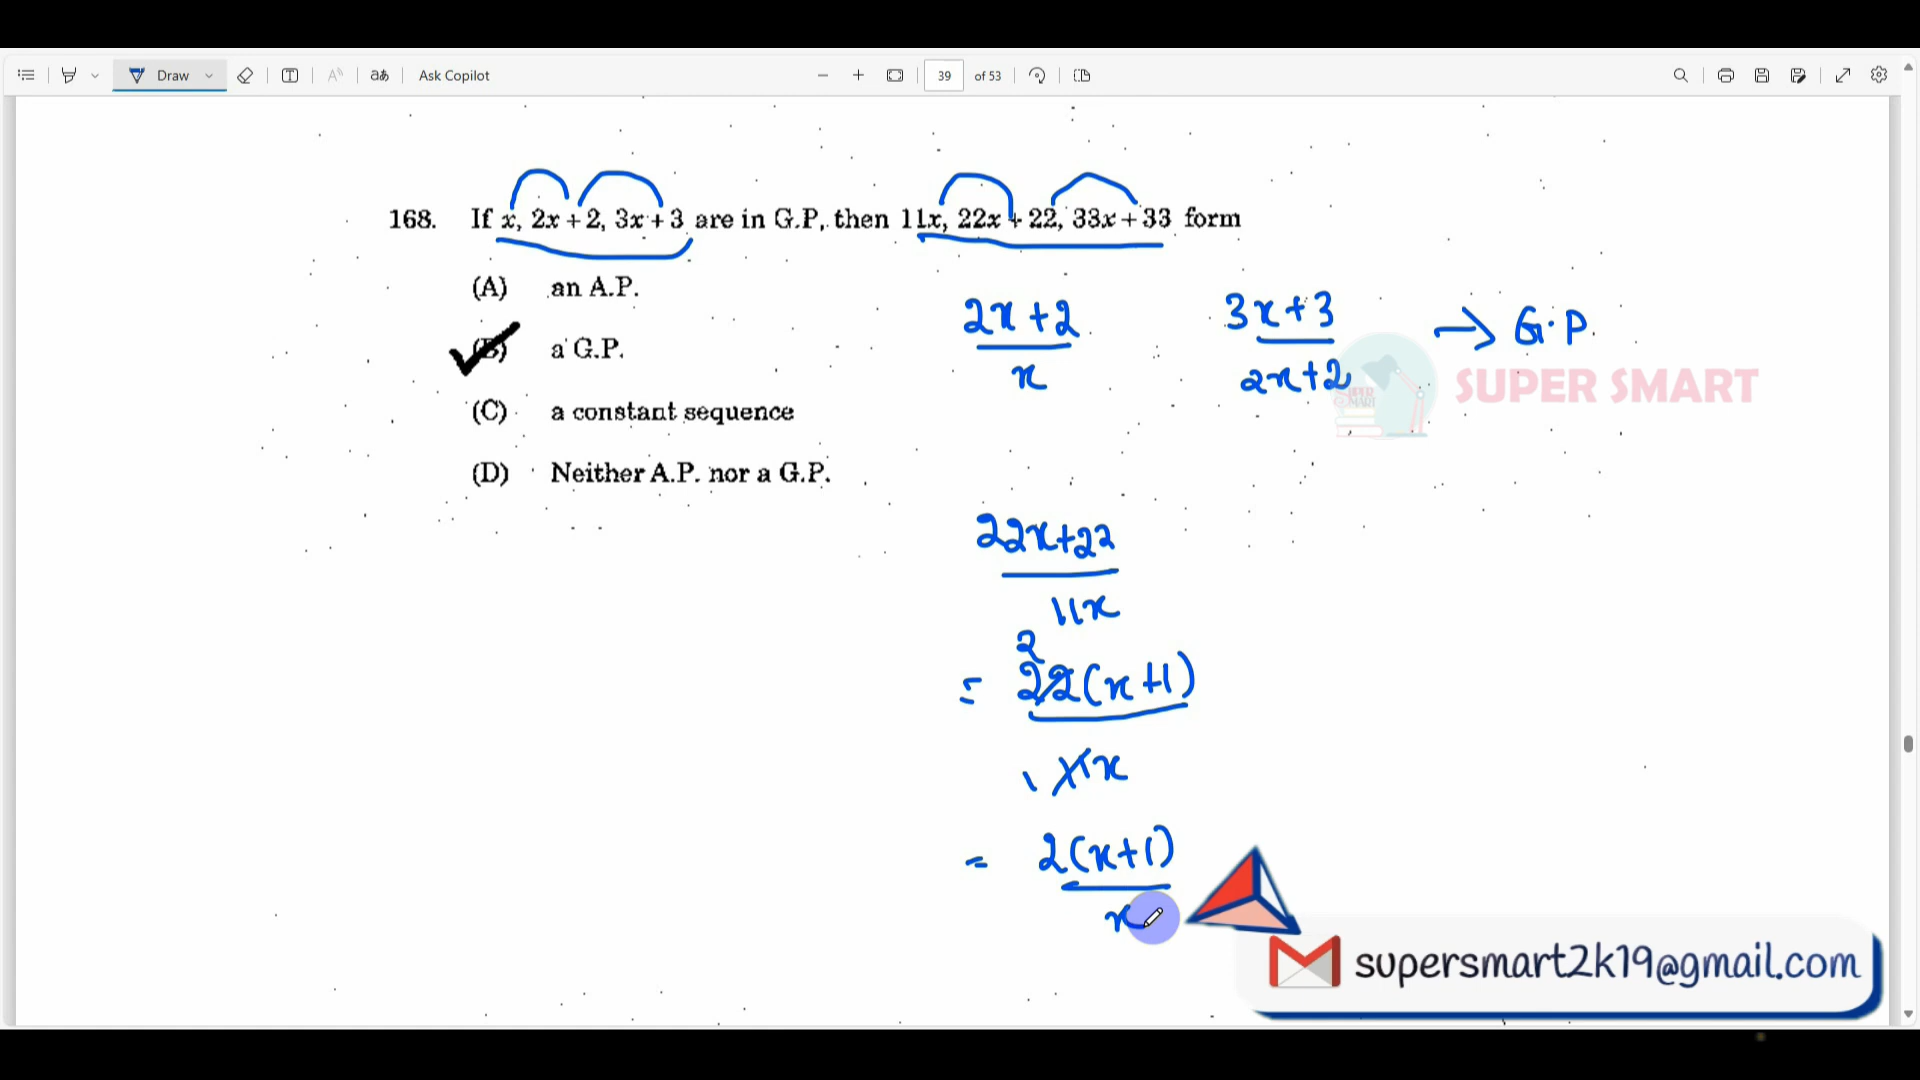 Draw aあ Ask Copilot 39 of 53
168. If x, 2x + 2, 3x + 3 are in G.P, then 11x, 22x + 22, 33x + 33 form
(A) an A.P.
(B) a G.P.
(C) a constant sequence
(D) Neither A.P. nor a G.P.
2x+2 3x+3 → G.P.
x 2x+2
SUPER SMART
22x+22
11x
2
= 22(x+1)
1 11x
= 2(x+1)
x
supersmart2k19@gmail.com